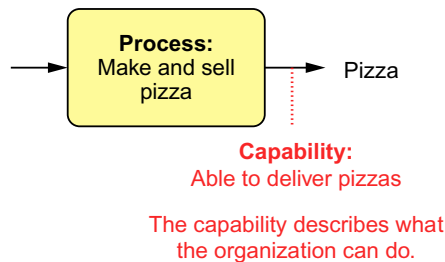 Process:
Make and sell
pizza
Pizza
Capability:
Able to deliver pizzas
The capability describes what
the organization can do.